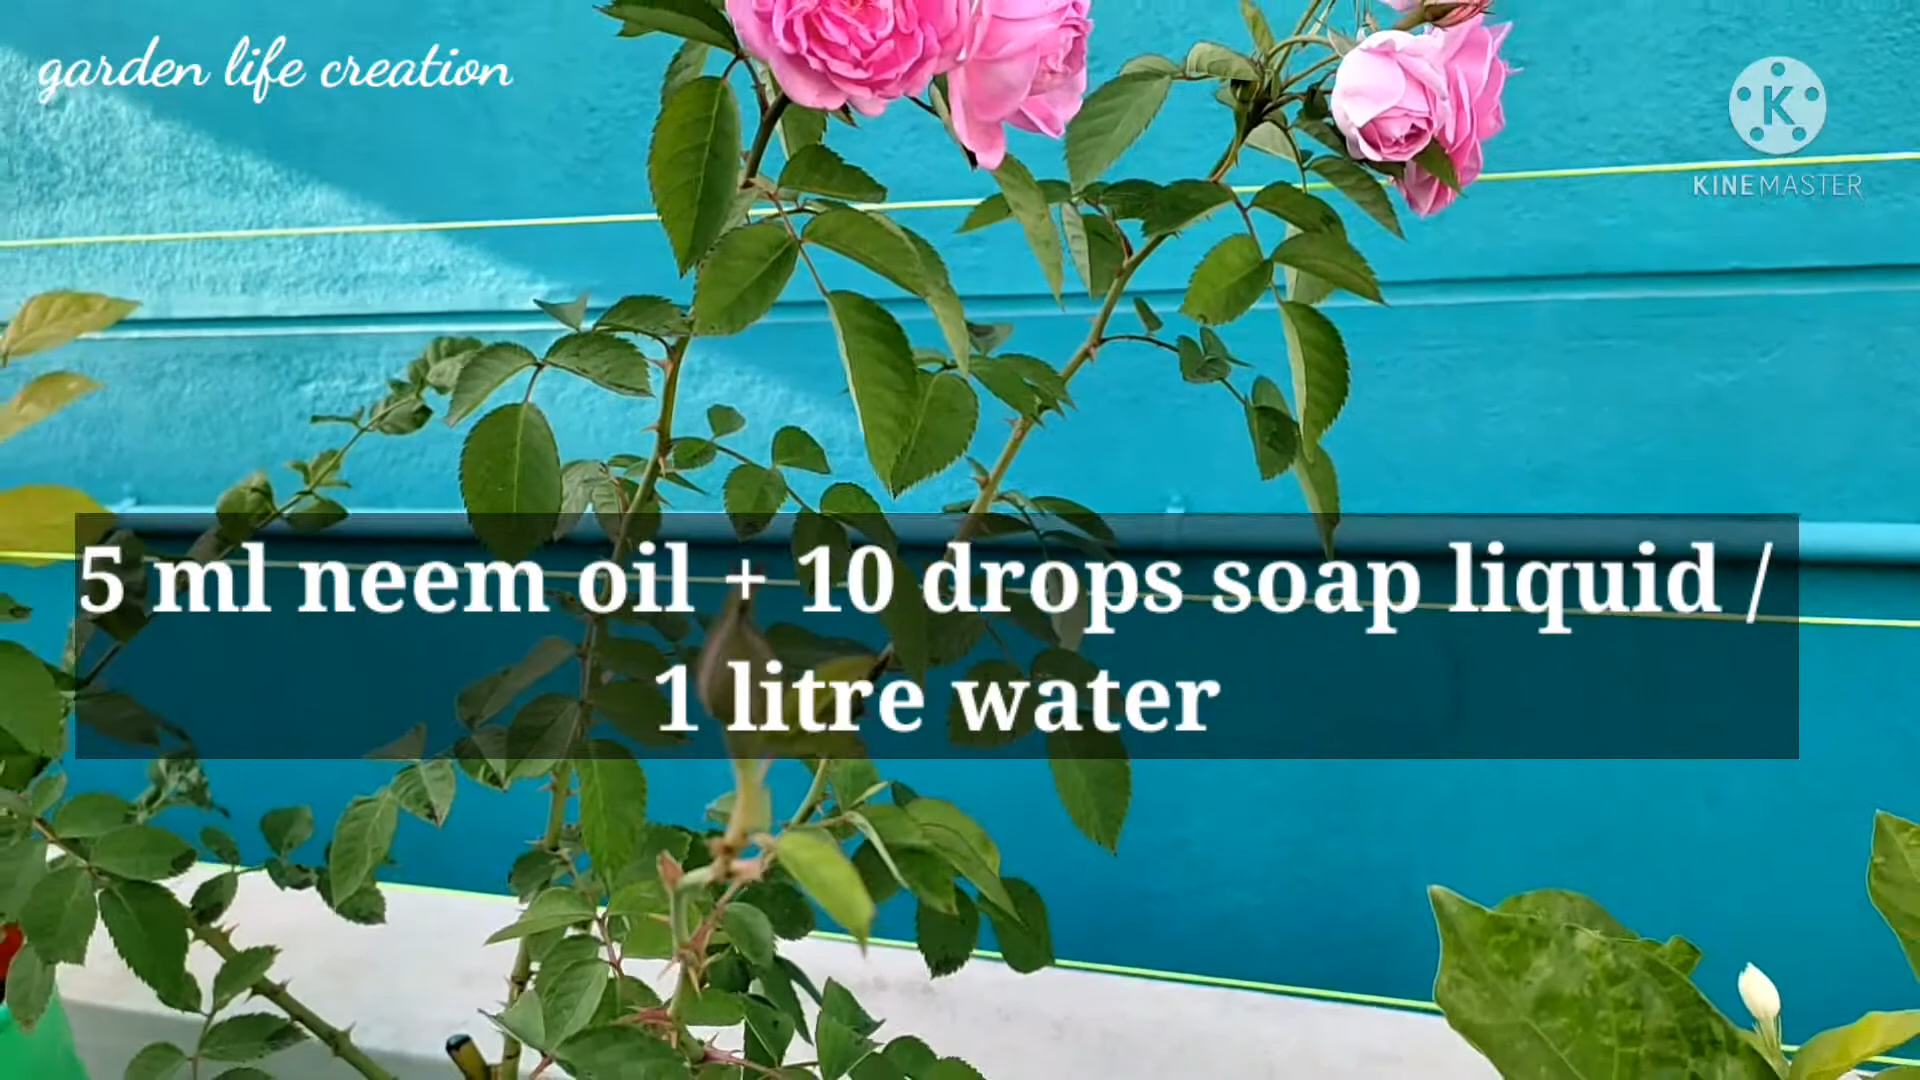 garden life creation
K
KINEMASTER
5 ml neem oil + 10 drops soap liquid /
1 litre water